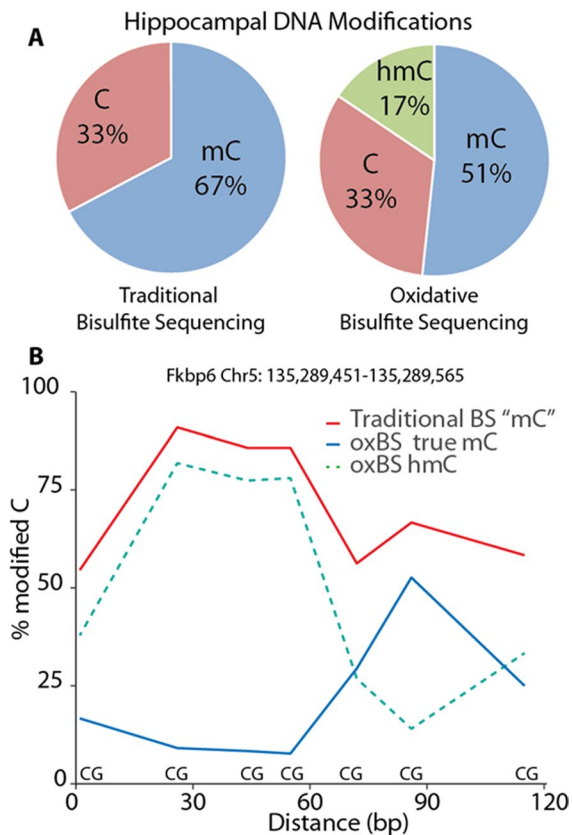 Hippocampal DNA Modifications
A
C
33%
mC
67%
hmC
17%
C
33%
mC
51%
Traditional
Bisulfite Sequencing
Oxidative
Bisulfite Sequencing
B
Fkbp6 Chr5: 135,289,451-135,289,565
Traditional BS “mC”
oxBS true mC
oxBS hmC
% modified C
100
75
50
25
0
CG CG CG CG CG CG CG
0 30 60 90 120
Distance (bp)